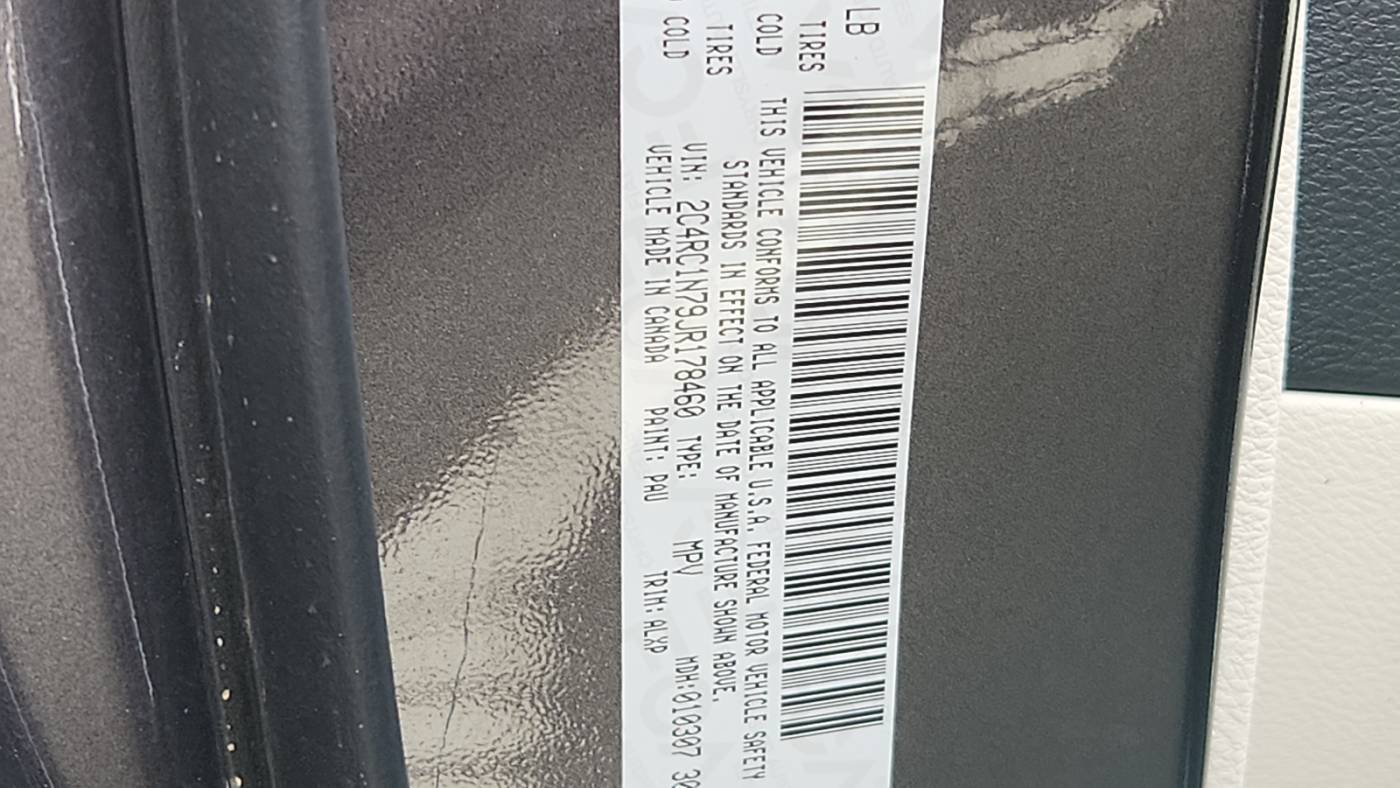 LB
TIRES
COLD
TIRES
COLD
THIS VEHICLE CONFORMS TO ALL APPLICABLE U.S.A. FEDERAL MOTOR VEHICLE SAFETY
STANDARDS IN EFFECT ON THE DATE OF MANUFACTURE SHOWN ABOVE.
VIN: 2C4RC1N79JR178460 TYPE: MPV MDH:010307 30
VEHICLE MADE IN CANADA PAINT: PAU TRIM: ALXP